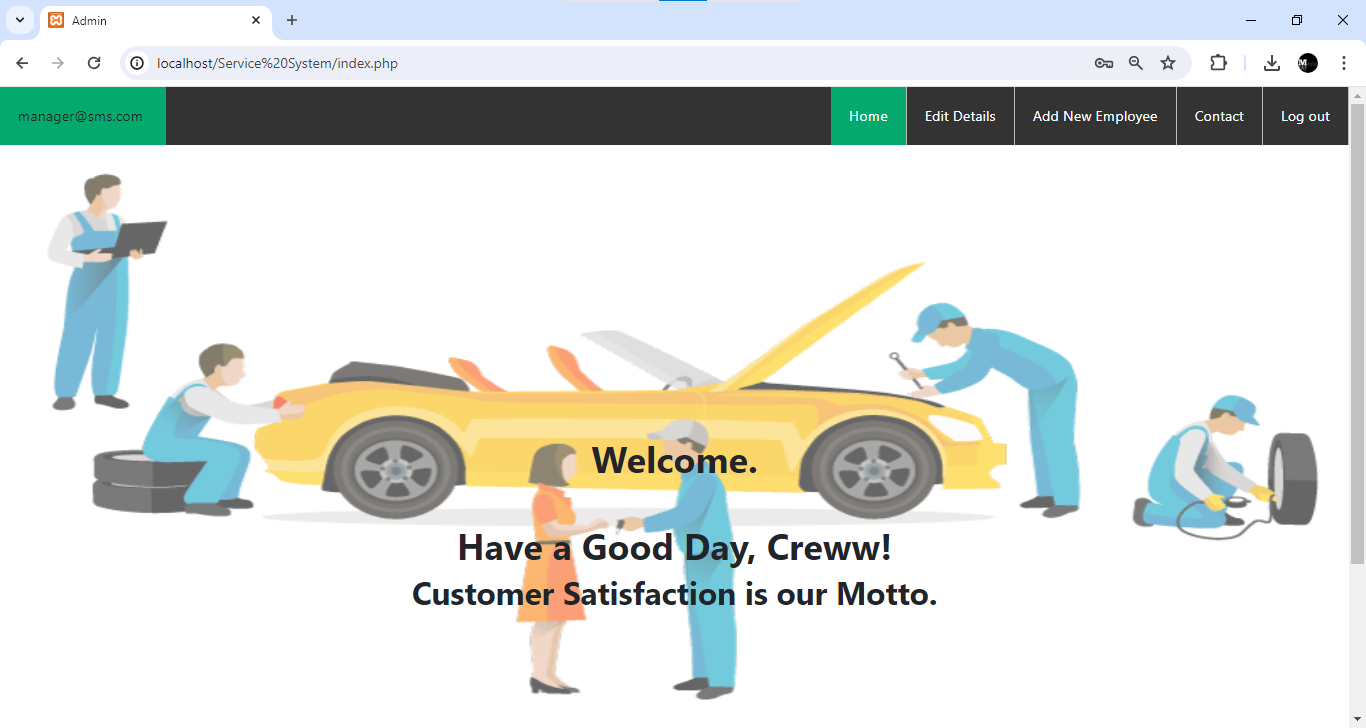 Admin
localhost/Service%20System/index.php
manager@sms.com
Home
Edit Details
Add New Employee
Contact
Log out
Welcome.
Have a Good Day, Creww!
Customer Satisfaction is our Motto.